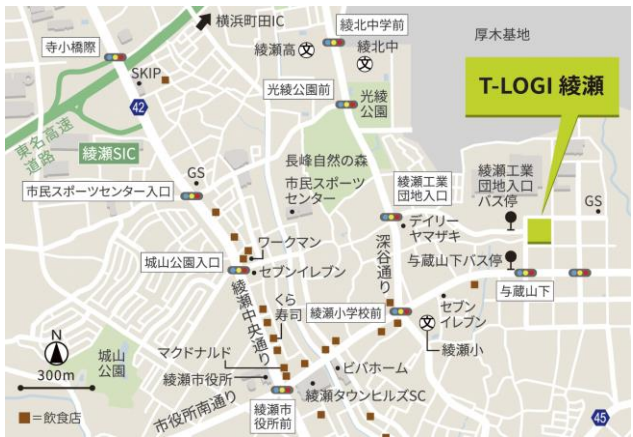 横浜町田IC
寺小橋際
SKIP
綾北中学前
綾瀬高
文
綾北中
文
厚木基地
T-LOGI 綾瀬
42
光綾公園前
光綾
公園
東名高速
道路
綾瀬SIC
GS
長峰自然の森
市民スポーツ
センター
市民スポーツセンター入口
綾瀬工業
団地入口
綾瀬工業
団地入口
バス停
GS
デイリー
ヤマザキ
ワークマン
城山公園入口
セブンイレブン
深谷通り
与蔵山下バス停
与蔵山下
綾瀬中央通り
くら
寿司
綾瀬小学校前
セブン
イレブン
文
綾瀬小
N
300m
城山
公園
マクドナルド
綾瀬市役所
ビバホーム
綾瀬タウンヒルズSC
市役所南通り
綾瀬市
役所前
=飲食店
45